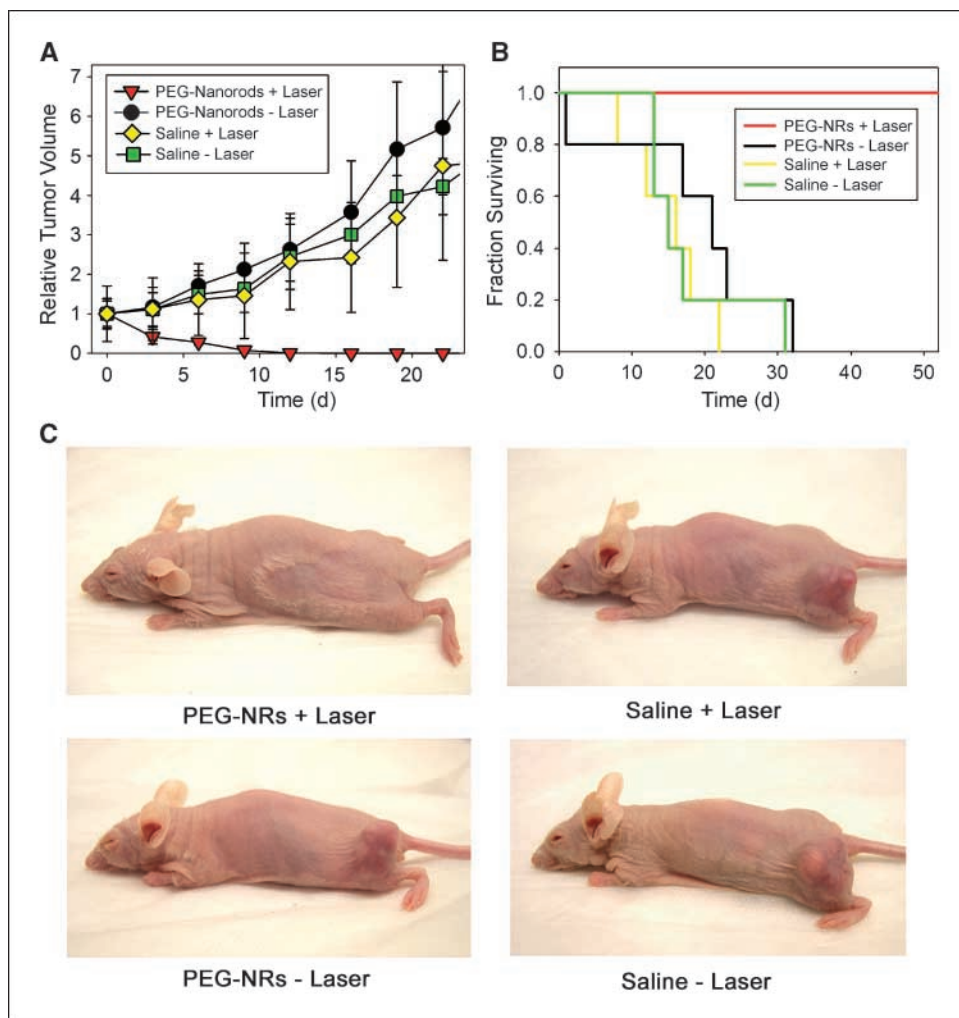 A
PEG-Nanorods + Laser
PEG-Nanorods - Laser
Saline + Laser
Saline - Laser
Relative Tumor Volume
7
6
5
4
3
2
1
0
0 5 10 15 20
Time (d)
B
PEG-NRs + Laser
PEG-NRs - Laser
Saline + Laser
Saline - Laser
Fraction Surviving
1.0
0.8
0.6
0.4
0.2
0.0
0 10 20 30 40 50
Time (d)
C
PEG-NRs + Laser
Saline + Laser
PEG-NRs - Laser
Saline - Laser